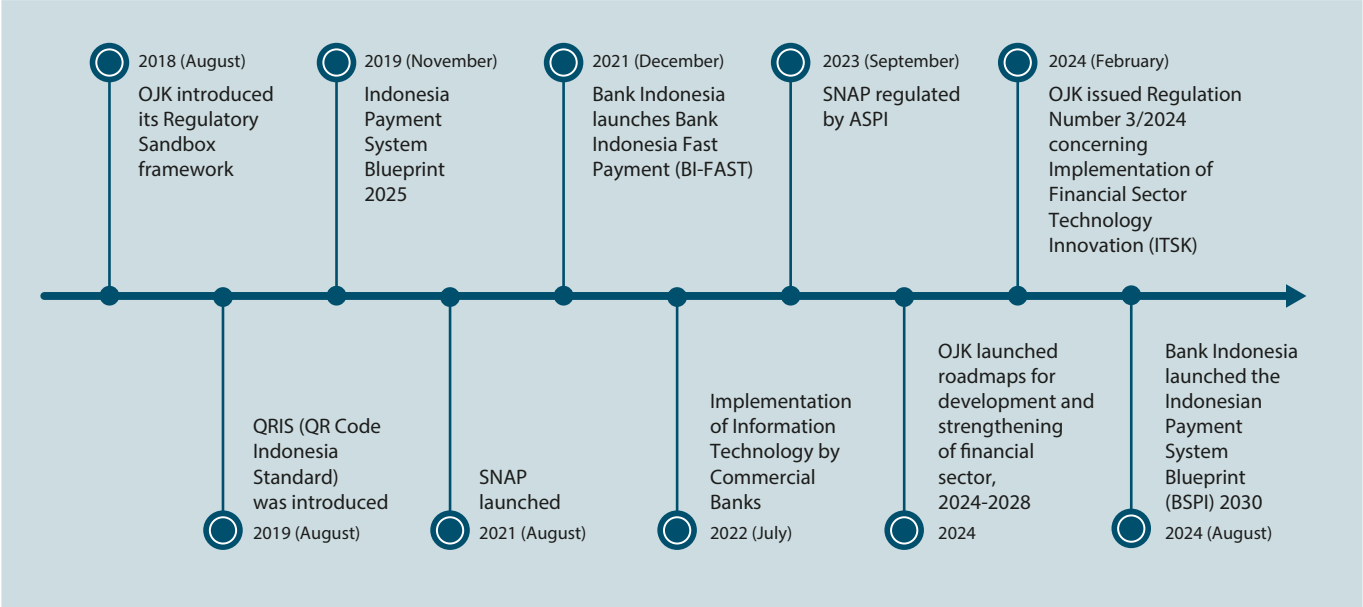 2018 (August)
OJK introduced
its Regulatory
Sandbox
framework
2019 (November)
Indonesia
Payment
System
Blueprint
2025
2021 (December)
Bank Indonesia
launches Bank
Indonesia Fast
Payment (BI-FAST)
2023 (September)
SNAP regulated
by ASPI
2024 (February)
OJK issued Regulation
Number 3/2024
concerning
Implementation of
Financial Sector
Technology
Innovation (ITSK)
QRIS (QR Code
Indonesia
Standard)
was introduced
2019 (August)
SNAP
launched
2021 (August)
Implementation
of Information
Technology by
Commercial
Banks
2022 (July)
OJK launched
roadmaps for
development and
strengthening
of financial
sector,
2024-2028
2024
Bank Indonesia
launched the
Indonesian
Payment
System
Blueprint
(BSPI) 2030
2024 (August)